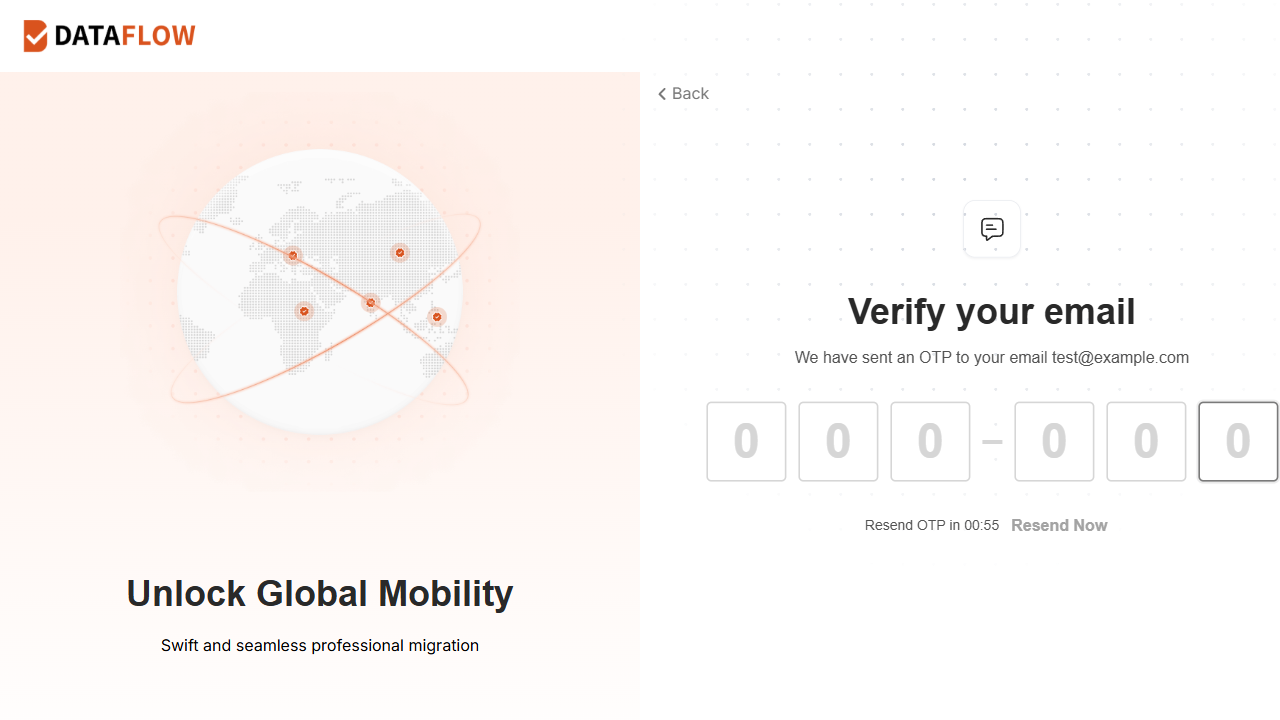 DATAFLOW
Back
Verify your email
We have sent an OTP to your email test@example.com
0 0 0 – 0 0 0
Resend OTP in 00:55 Resend Now
Unlock Global Mobility
Swift and seamless professional migration